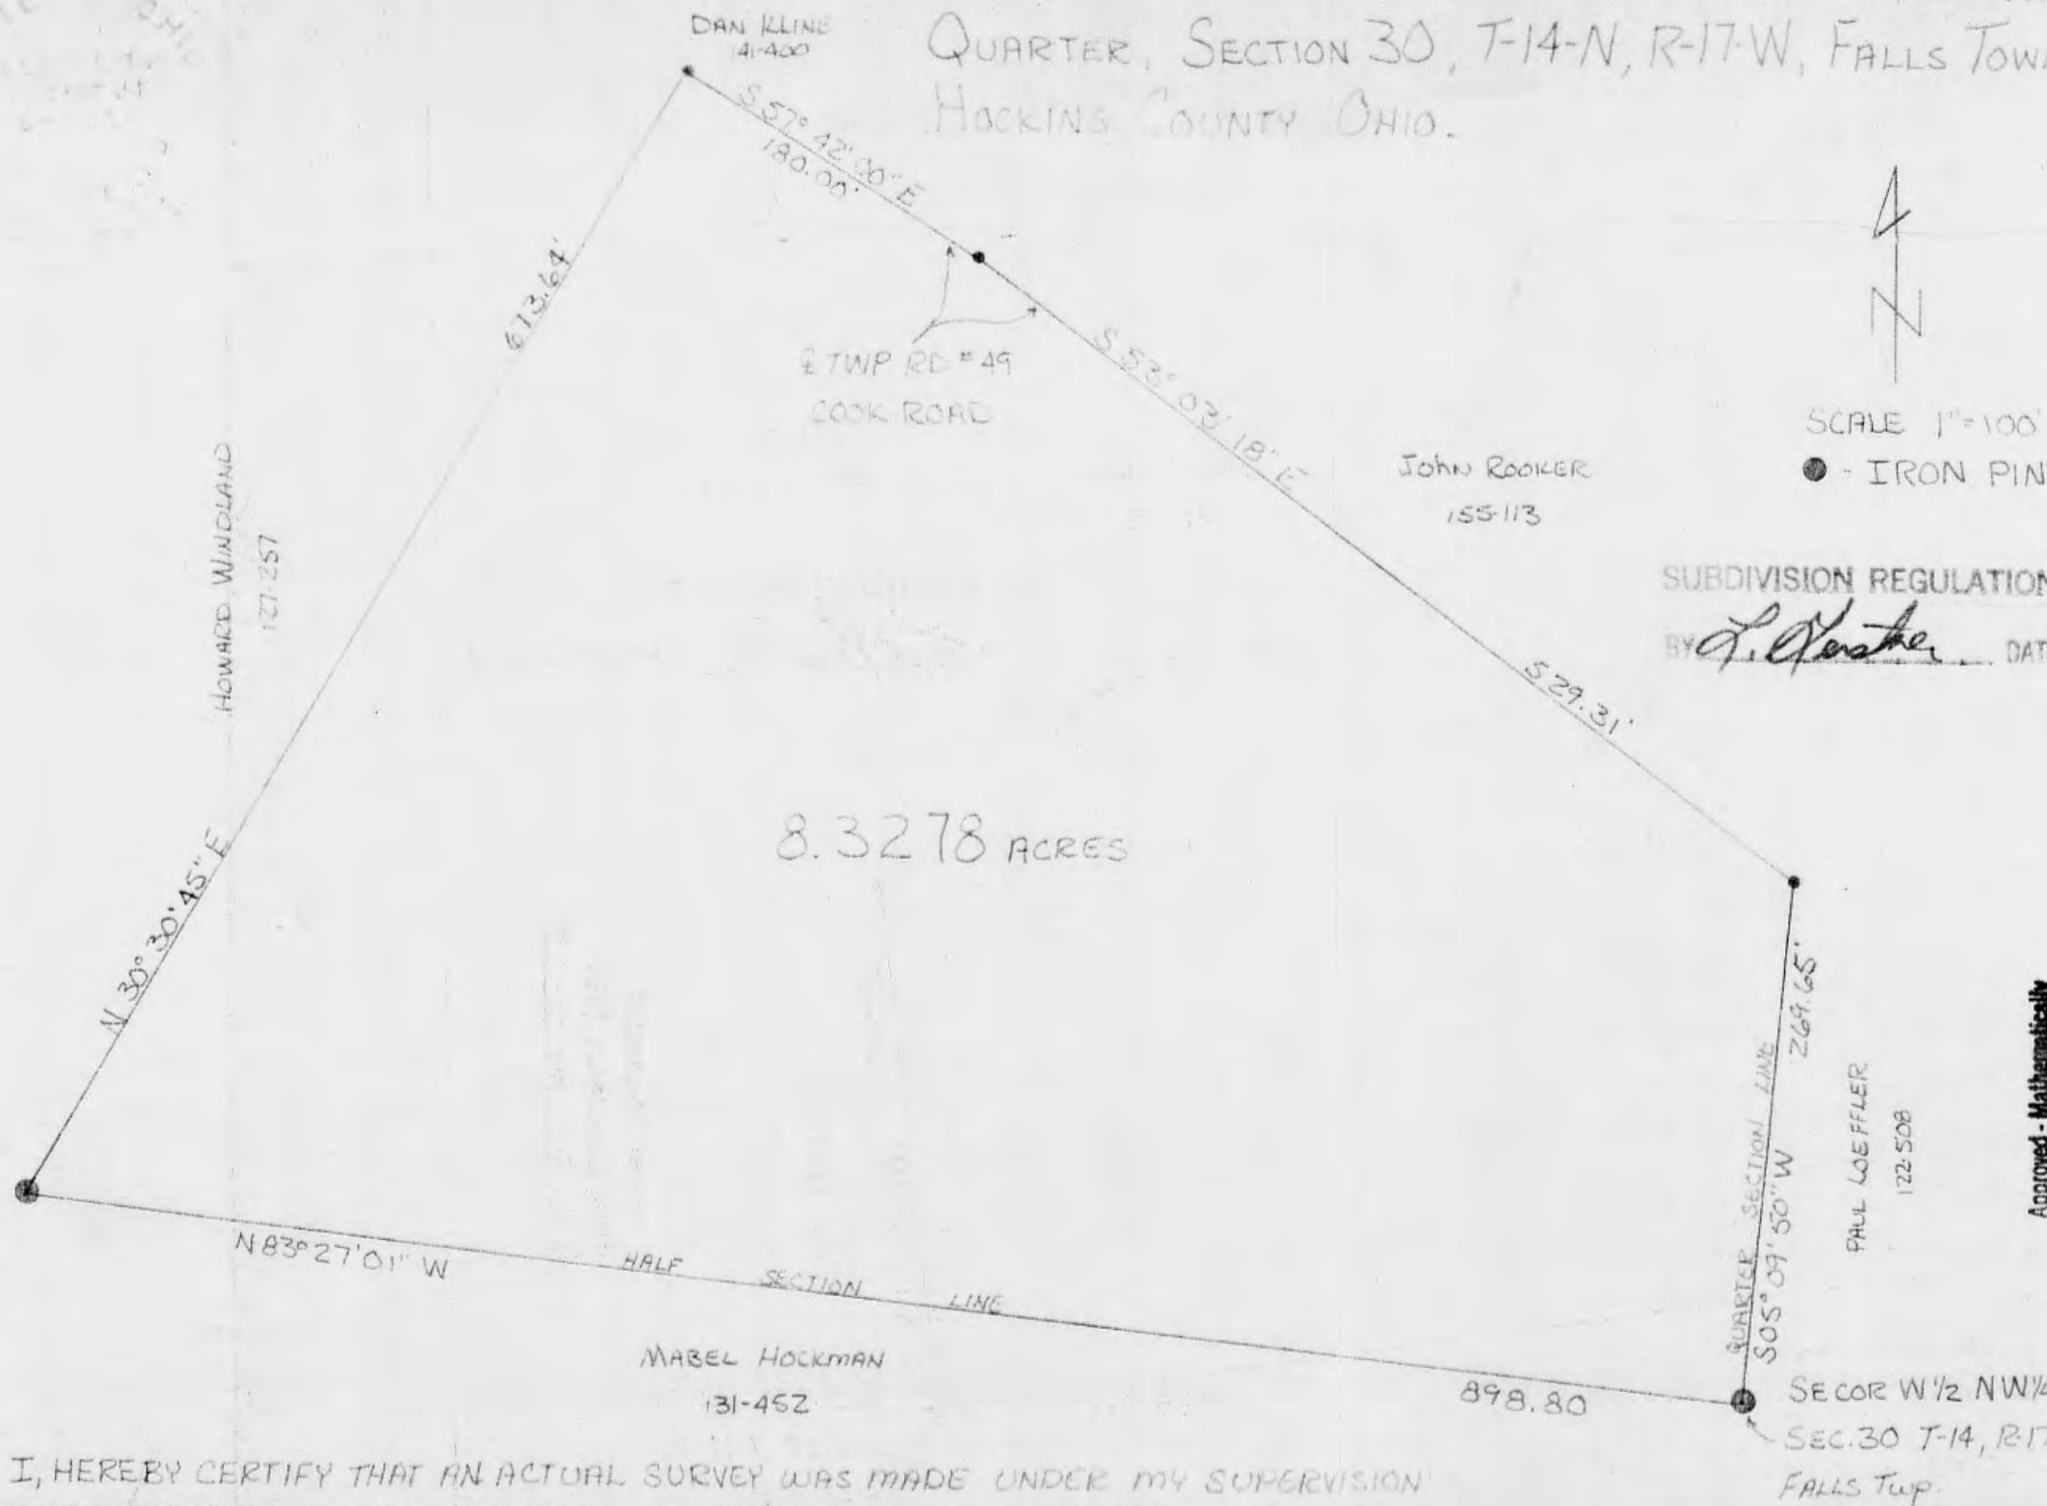 DAN KLINE
141-400
QUARTER, SECTION 30, T-14-N, R-17-W, FALLS TOW
HOCKING COUNTY OHIO.
S 57° 42' 00" E
180.00'
673.64'
℄ TWP RD #49
COOK ROAD
S 53° 03' 18" E
SCALE 1"=100'
● - IRON PIN
JOHN ROOKER
155-113
HOWARD WINDLAND
127-257
SUBDIVISION REGULATION
BY L. Gerstner DAT
529.31'
8.3278 ACRES
N 30° 30' 45" E
269.65'
QUARTER SECTION LINE
S05° 09' 50" W
PAUL LOEFFLER
122-508
Approved - Mathematically
N 83° 27' 01" W
HALF SECTION LINE
MABEL HOCKMAN
131-452
898.80
SE COR W 1/2 NW 1/4
SEC. 30 T-14, R-17
FALLS TWP.
I, HEREBY CERTIFY THAT AN ACTUAL SURVEY WAS MADE UNDER MY SUPERVISION